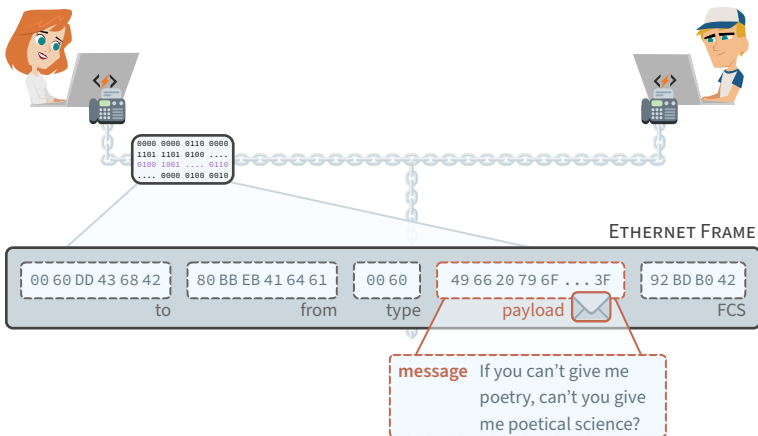 0000 0000 0110 0000
1101 1101 0100 ....
0100 1001 .... 0110
.... 0000 0100 0010
ETHERNET FRAME
00 60 DD 43 68 42
80 BB EB 41 64 61
00 60
49 66 20 79 6F ... 3F
92 BD B0 42
to
from
type
payload
FCS
message If you can’t give me
poetry, can’t you give
me poetical science?